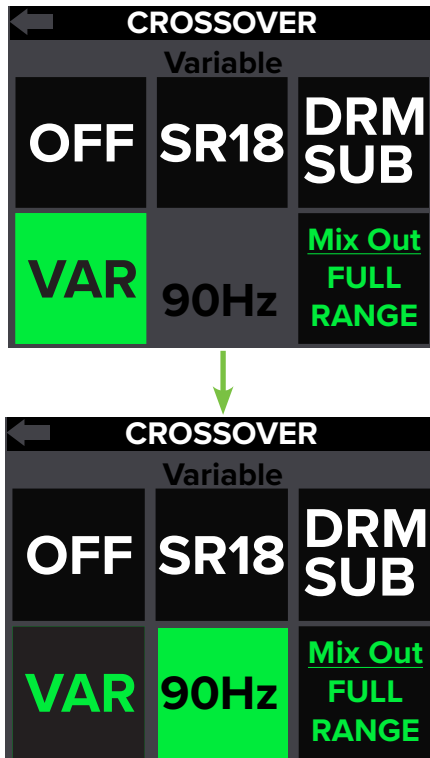 CROSSOVER
Variable
OFF
SR18
DRM
SUB
VAR
90Hz
Mix Out
FULL
RANGE
CROSSOVER
Variable
OFF
SR18
DRM
SUB
VAR
90Hz
Mix Out
FULL
RANGE